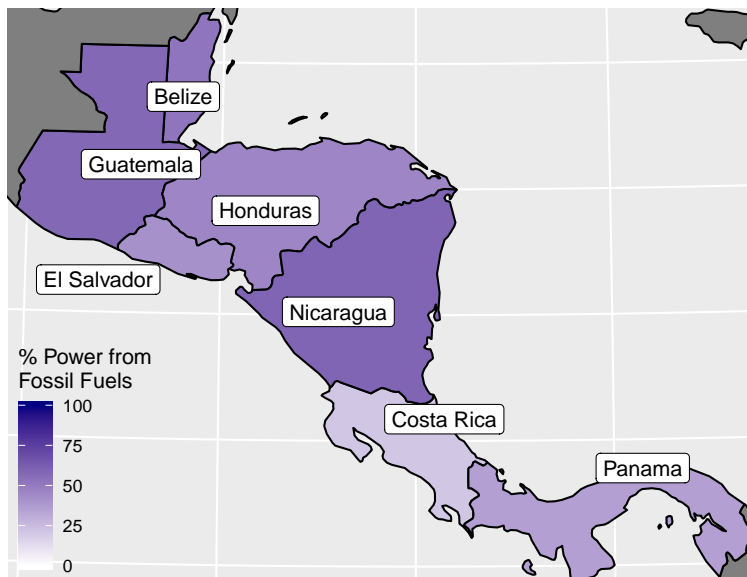 Belize
Guatemala
Honduras
El Salvador
Nicaragua
% Power from
Fossil Fuels
100
75
50
25
0
Costa Rica
Panama